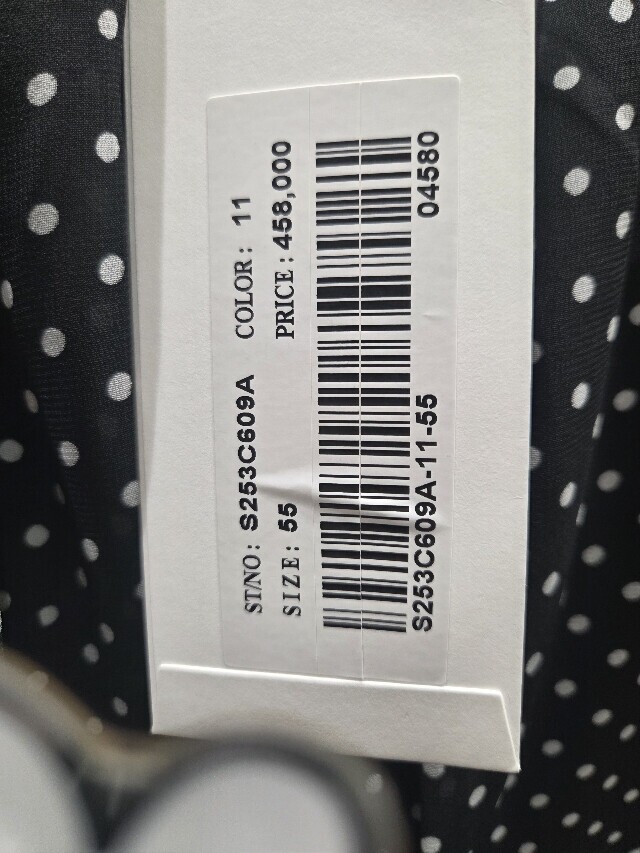 ST/NO : S253C609A COLOR : 11
SIZE : 55 PRICE : 458,000
S253C609A-11-55 04580